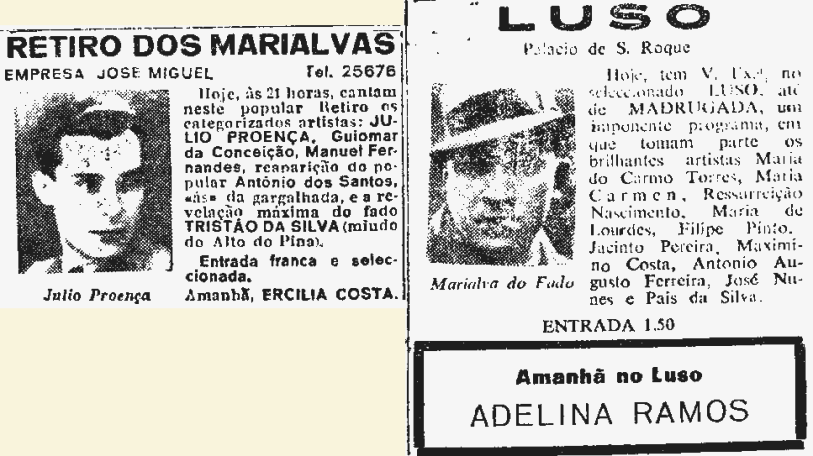 RETIRO DOS MARIALVAS
EMPRESA JOSE MIGUEL Tel. 25676
Hoje, às 21 horas, cantam
neste popular Retiro os
categorizados artistas: JU-
LIO PROENÇA, Guiomar
da Conceição, Manuel Fer-
nandes, reaparição do po-
pular António dos Santos,
«ás» da gargalhada, e a re-
velação máxima do fado
TRISTÃO DA SILVA (miudo
do Alto do Pina).
Entrada franca e selec-
cionada.
Amanhã, ERCILIA COSTA.
Julio Proença
LUSO
Palacio de S. Roque
Hoje, tem V. Ex.ª, no
seleccionado LUSO, até
de MADRUGADA, um
imponente programa, em
que tomam parte os
brilhantes artistas Maria
do Carmo Torres, Maria
Carmen, Ressurreição
Nascimento, Maria de
Lourdes, Filipe Pinto,
Jacinto Pereira, Maximi-
no Costa, Antonio Au-
gusto Ferreira, José Nu-
nes e Pais da Silva.
Marialva do Fado
ENTRADA 1.50
Amanhã no Luso
ADELINA RAMOS